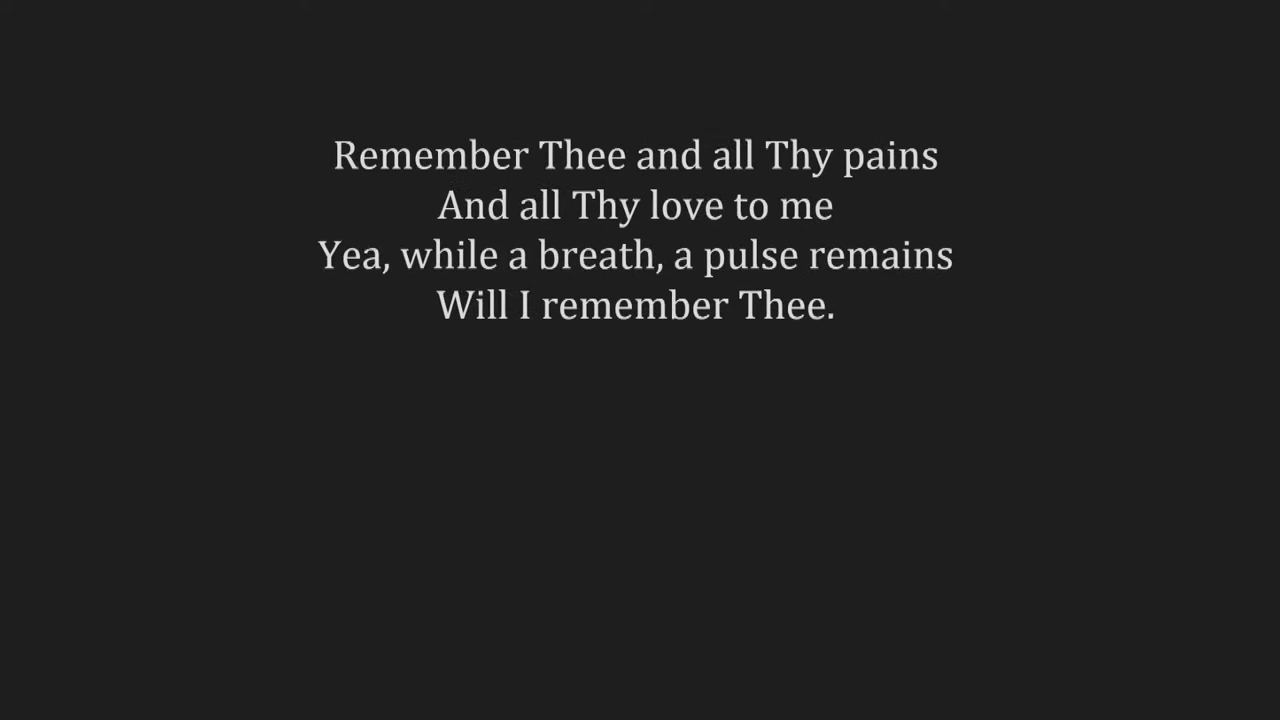 Remember Thee and all Thy pains
And all Thy love to me
Yea, while a breath, a pulse remains
Will I remember Thee.